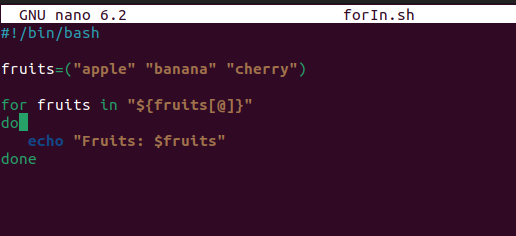 GNU nano 6.2 forIn.sh
#!/bin/bash
fruits=("apple" "banana" "cherry")
for fruits in "${fruits[@]}"
do
echo "Fruits: $fruits"
done